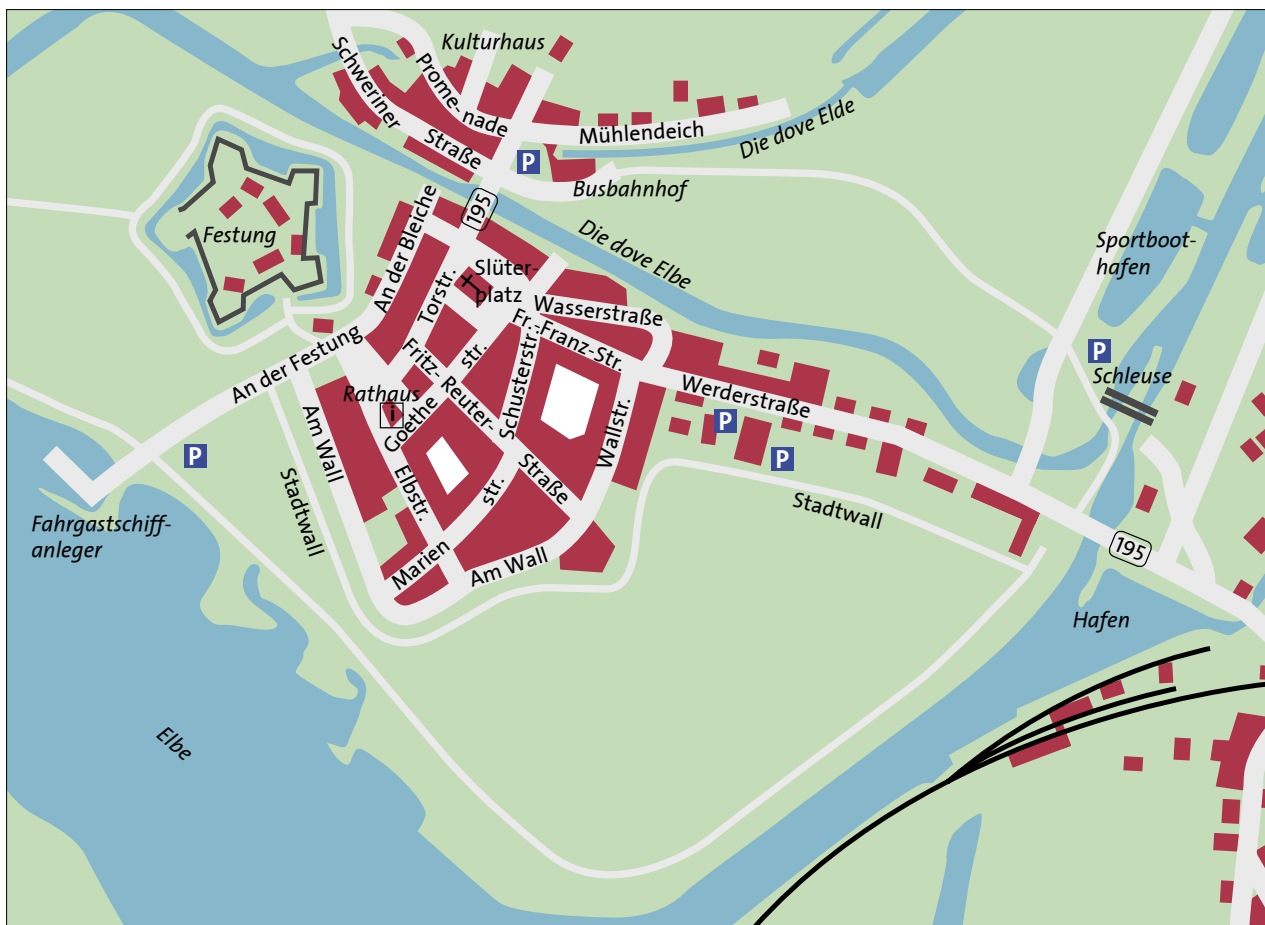 Kulturhaus
Schweriner
Straße
Prome-
nade
Mühlendeich
Die dove Elde
P
Busbahnhof
195
Festung
An der Bleiche
Die dove Elbe
Sportboot-
hafen
Slüter-
platz
Torstr.
Wasserstraße
Fr.-Franz-Str.
An der Festung
Fritz-Reuter-
Straße
str.
Schusterstr.
P
Schleuse
Rathaus
i
Goethe
Werderstraße
P
P
Wallstr.
Am Wall
Stadtwall
P
Elbstr.
str.
Marien
Am Wall
Stadtwall
Fahrgastschiff-
anleger
195
Hafen
Elbe